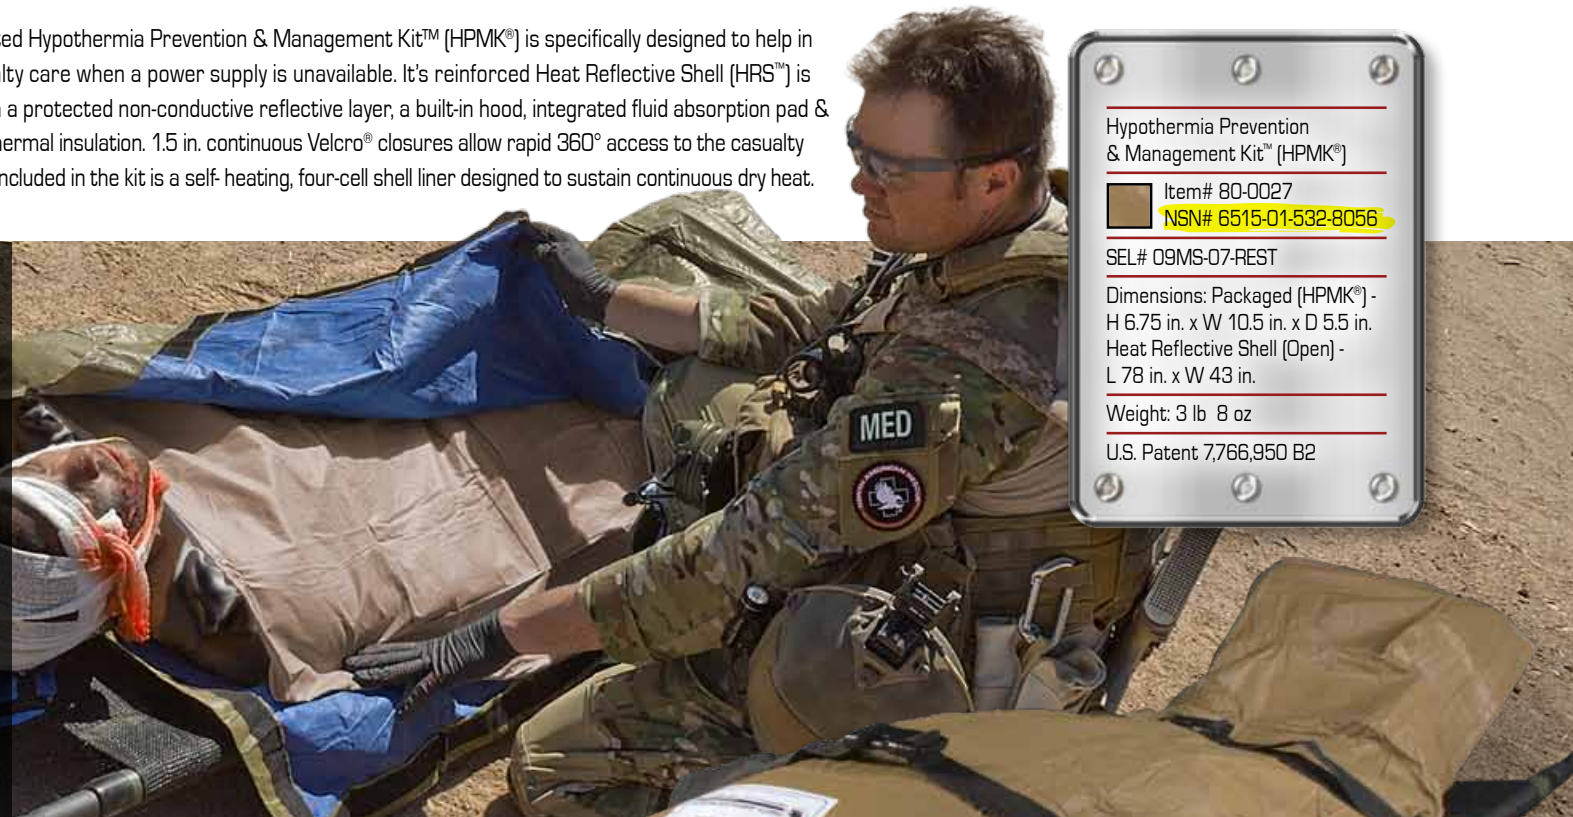 ed Hypothermia Prevention & Management Kit™ (HPMK®) is specifically designed to help in
lty care when a power supply is unavailable. It's reinforced Heat Reflective Shell (HRS™) is
a protected non-conductive reflective layer, a built-in hood, integrated fluid absorption pad &
ermal insulation. 1.5 in. continuous Velcro® closures allow rapid 360° access to the casualty
ncluded in the kit is a self- heating, four-cell shell liner designed to sustain continuous dry heat.
Hypothermia Prevention
& Management Kit™ (HPMK®)
Item# 80-0027
NSN# 6515-01-532-8056
SEL# 09MS-07-REST
Dimensions: Packaged (HPMK®) -
H 6.75 in. x W 10.5 in. x D 5.5 in.
Heat Reflective Shell (Open) -
L 78 in. x W 43 in.
Weight: 3 lb 8 oz
U.S. Patent 7,766,950 B2
MED